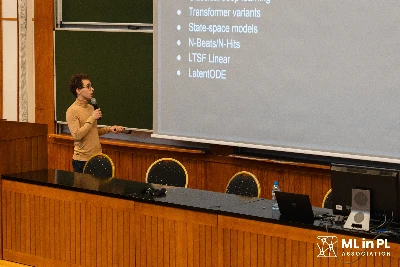 • Transformer variants
• State-space models
• N-Beats/N-Hits
• LTSF Linear
• LatentODE
ML in PL
ASSOCIATION